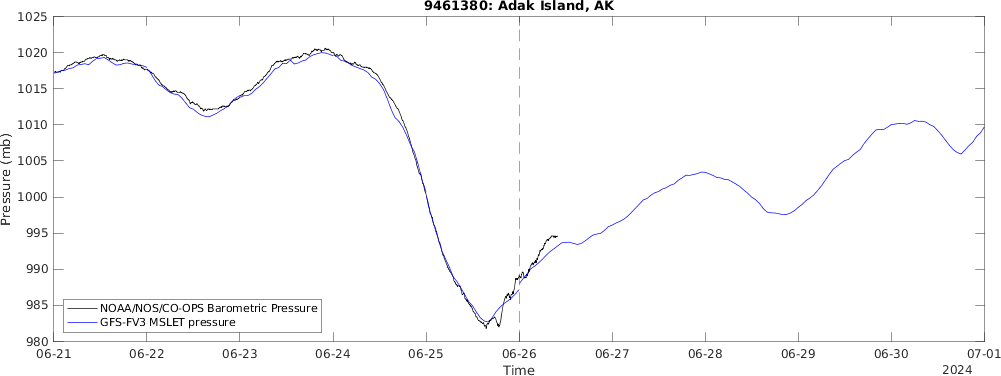 9461380: Adak Island, AK
Pressure (mb)
1025
1020
1015
1010
1005
1000
995
990
985
980
NOAA/NOS/CO-OPS Barometric Pressure
GFS-FV3 MSLET pressure
06-21 06-22 06-23 06-24 06-25 06-26 06-27 06-28 06-29 06-30 07-01
Time
2024